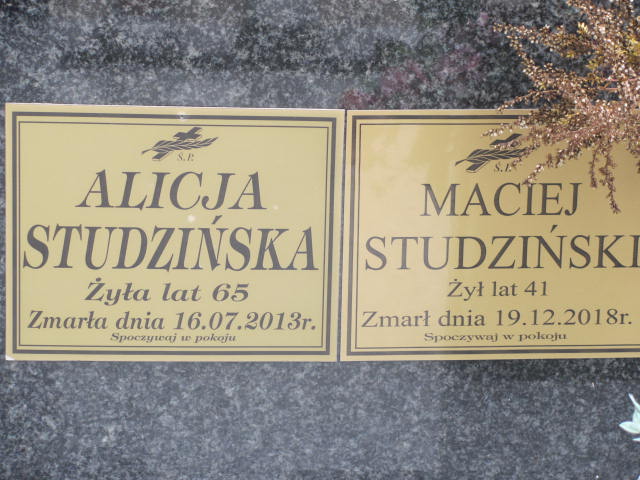 Ś.P.
ALICJA
STUDZIŃSKA
Żyła lat 65
Zmarła dnia 16.07.2013r.
Spoczywaj w pokoju
Ś.P.
MACIEJ
STUDZIŃSKI
Żył lat 41
Zmarł dnia 19.12.2018r.
Spoczywaj w pokoju